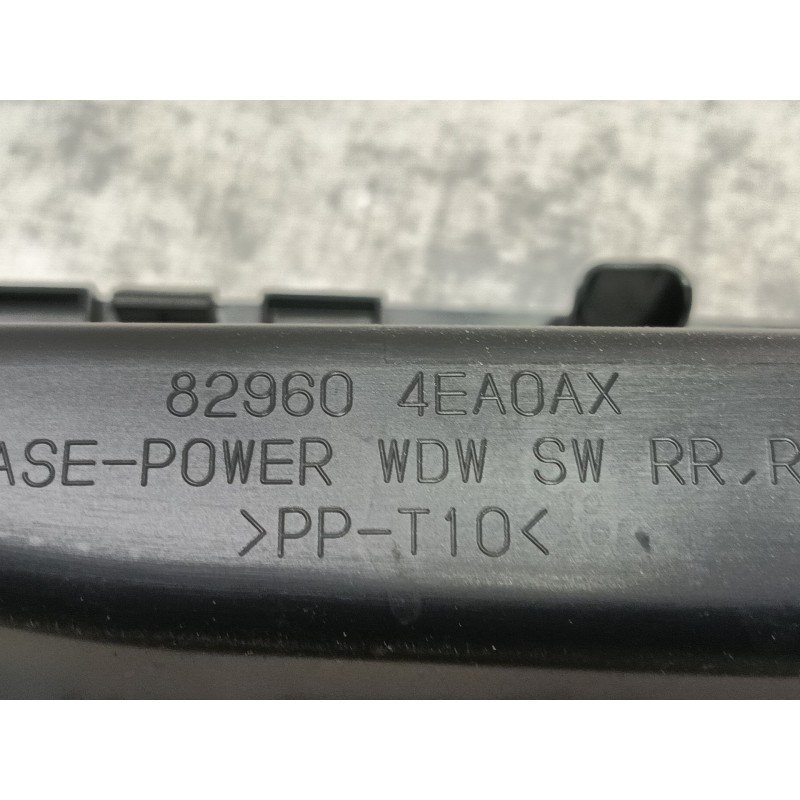 82960 4EA0AX
ASE-POWER WDW SW RR, R
>PP-T10<